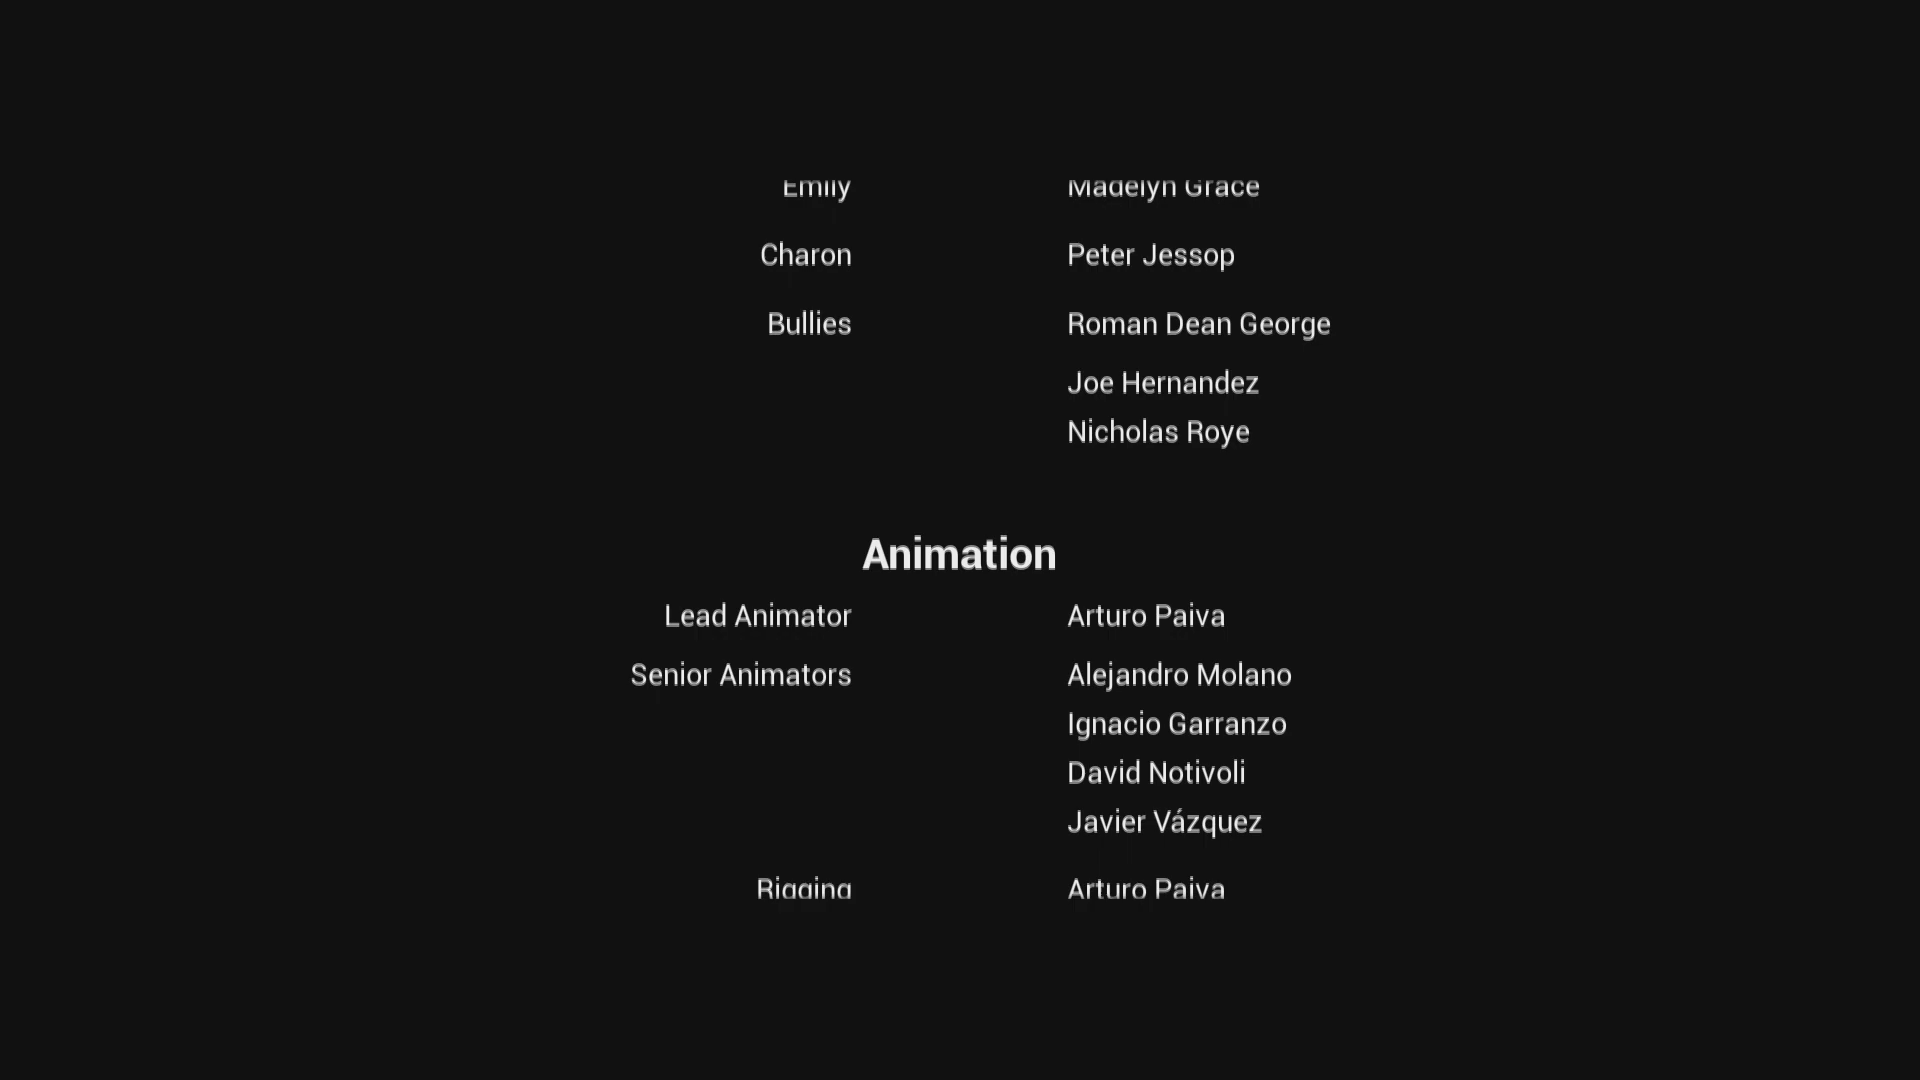 Emily Madelyn Grace
Charon Peter Jessop
Bullies Roman Dean George
Joe Hernandez
Nicholas Roye
Animation
Lead Animator Arturo Paiva
Senior Animators Alejandro Molano
Ignacio Garranzo
David Notivoli
Javier Vázquez
Rigging Arturo Paiva